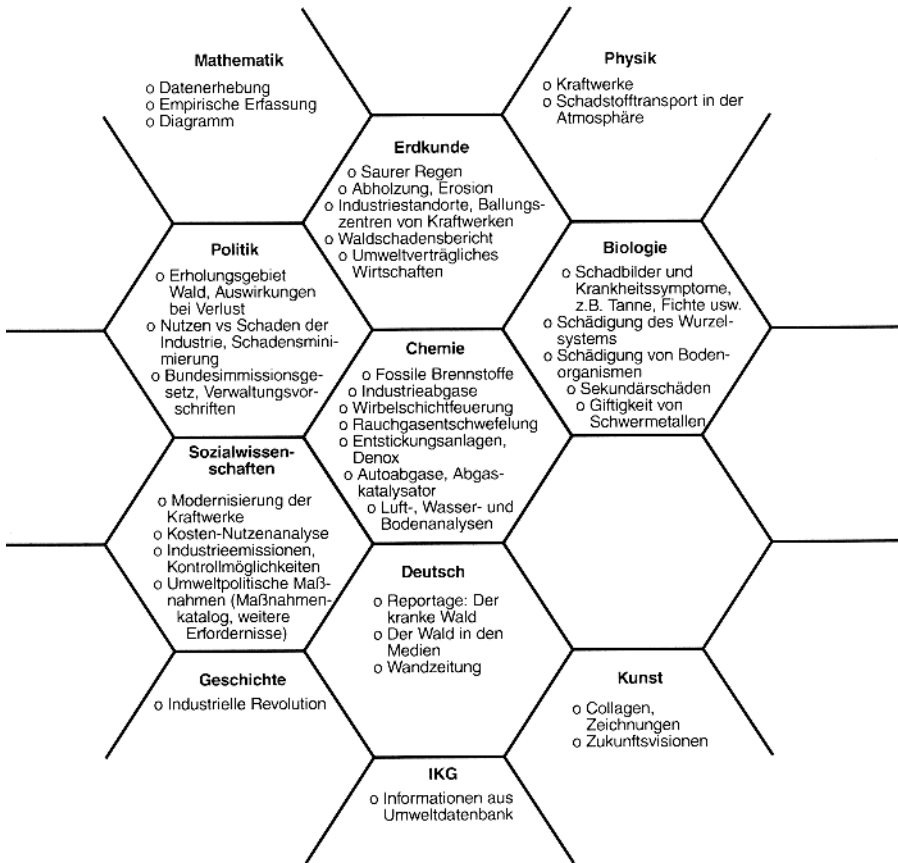 Mathematik
o Datenerhebung
o Empirische Erfassung
o Diagramm
Physik
o Kraftwerke
o Schadstofftransport in der
Atmosphäre
Erdkunde
o Saurer Regen
o Abholzung, Erosion
o Industriestandorte, Ballungs-
zentren von Kraftwerken
o Waldschadensbericht
o Umweltverträgliches
Wirtschaften
Politik
o Erholungsgebiet
Wald, Auswirkungen
bei Verlust
o Nutzen vs Schaden der
Industrie, Schadensmini-
mierung
o Bundesimmissionsge-
setz, Verwaltungsvor-
schriften
Biologie
o Schadbilder und
Krankheitssymptome,
z.B. Tanne, Fichte usw.
o Schädigung des Wurzel-
systems
o Schädigung von Boden-
organismen
o Sekundärschäden
o Giftigkeit von
Schwermetallen
Chemie
o Fossile Brennstoffe
o Industrieabgase
o Wirbelschichtfeuerung
o Rauchgasentschwefelung
o Entstickungsanlagen,
Denox
o Autoabgase, Abgas-
katalysator
o Luft-, Wasser- und
Bodenanalysen
Sozialwissen-
schaften
o Modernisierung der
Kraftwerke
o Kosten-Nutzenanalyse
o Industrieemissionen,
Kontrollmöglichkeiten
o Umweltpolitische Maß-
nahmen (Maßnahmen-
katalog, weitere
Erfordernisse)
Deutsch
o Reportage: Der
kranke Wald
o Der Wald in den
Medien
o Wandzeitung
Geschichte
o Industrielle Revolution
Kunst
o Collagen,
Zeichnungen
o Zukunftsvisionen
IKG
o Informationen aus
Umweltdatenbank